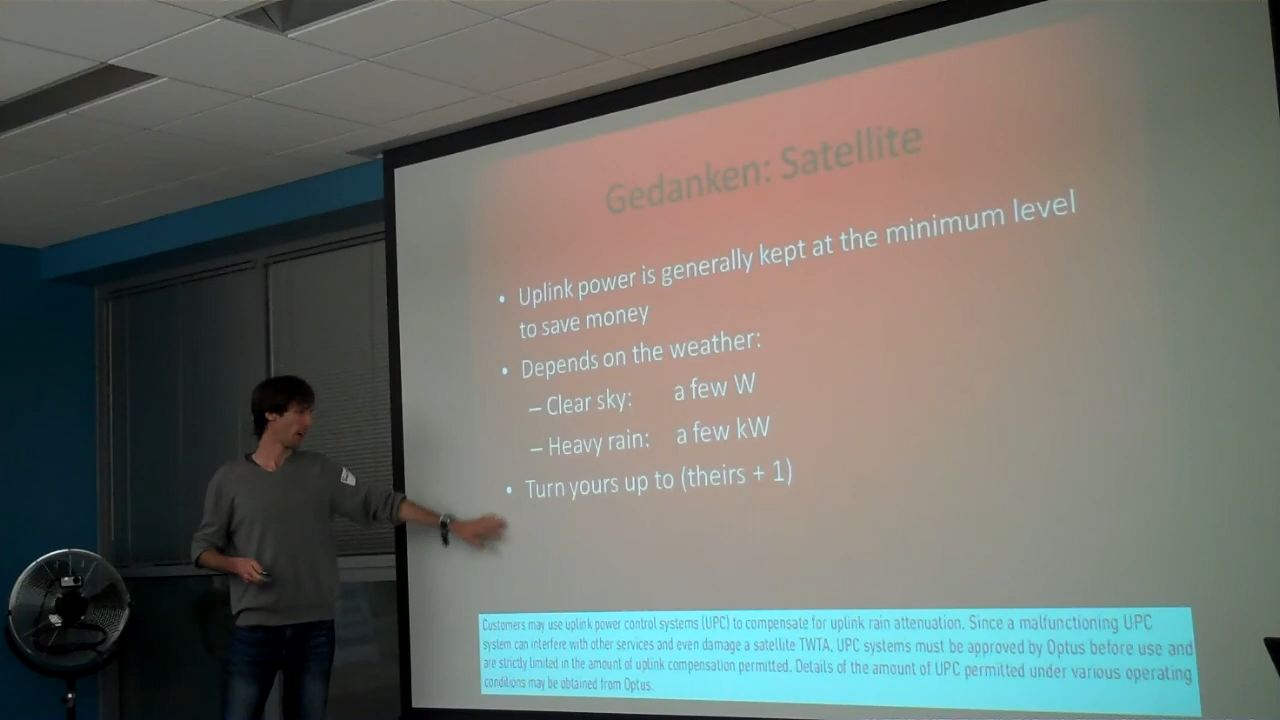 Gedanken: Satellite
• Uplink power is generally kept at the minimum level
to save money
• Depends on the weather:
– Clear sky: a few W
– Heavy rain: a few kW
• Turn yours up to (theirs + 1)
Customers may use uplink power control systems (UPC) to compensate for uplink rain attenuation. Since a malfunctioning UPC
system can interfere with other services and even damage a satellite TWTA, UPC systems must be approved by Optus before use and
are strictly limited in the amount of uplink compensation permitted. Details of the amount of UPC permitted under various operating
conditions may be obtained from Optus.